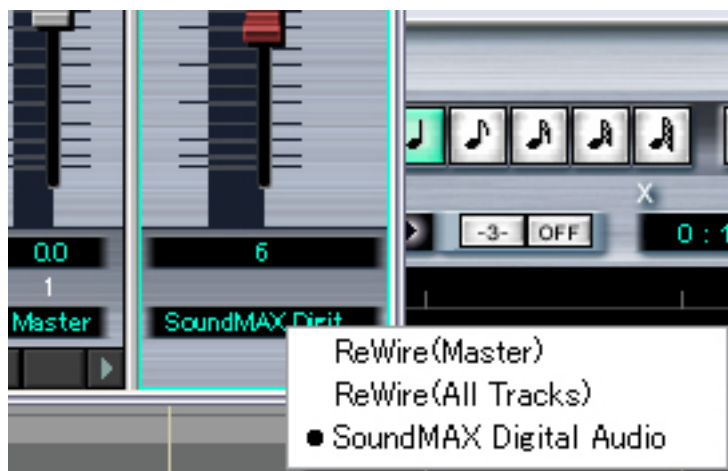 X
-3- OFF
0.0 6 0 : 1
1
Master SoundMAX Digit
ReWire(Master)
ReWire(All Tracks)
SoundMAX Digital Audio